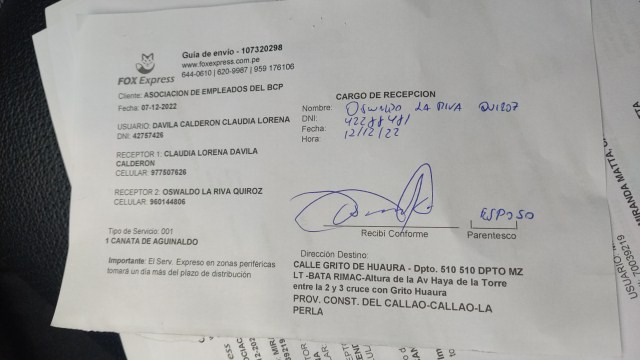 Guía de envio - 107320298
www.foxexpress.com.pe
644-0610 | 620-9987 | 959 176106
FOX Express
Cliente: ASOCIACION DE EMPLEADOS DEL BCP
Fecha: 07-12-2022
USUARIO: DAVILA CALDERON CLAUDIA LORENA
DNI: 42757426
RECEPTOR 1: CLAUDIA LORENA DAVILA
CALDERON
CELULAR: 977507626
RECEPTOR 2: OSWALDO LA RIVA QUIROZ
CELULAR: 960144806
Tipo de Servicio: 001
1 CANATA DE AGUINALDO
Importante: El Serv. Expreso en zonas periféricas
tomará un día más del plazo de distribución
CARGO DE RECEPCION
Nombre: Oswaldo LA RIVA QUIROZ
DNI: 42288481
Fecha: 12/12/22
Hora:
Recibi Conforme
ESPOSO
Parentesco
Dirección Destino:
CALLE GRITO DE HUAURA - Dpto. 510 510 DPTO MZ
LT -BATA RIMAC-Altura de la Av Haya de la Torre
entre la 2 y 3 cruce con Grito Huaura
PROV. CONST. DEL CALLAO-CALLAO-LA
PERLA
MIRANDA MATTA
70039219